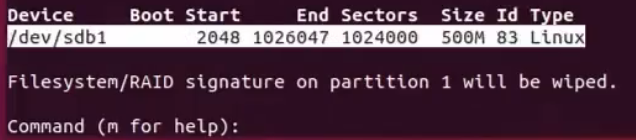 Device Boot Start End Sectors Size Id Type
/dev/sdb1 2048 1026047 1024000 500M 83 Linux
Filesystem/RAID signature on partition 1 will be wiped.
Command (m for help):